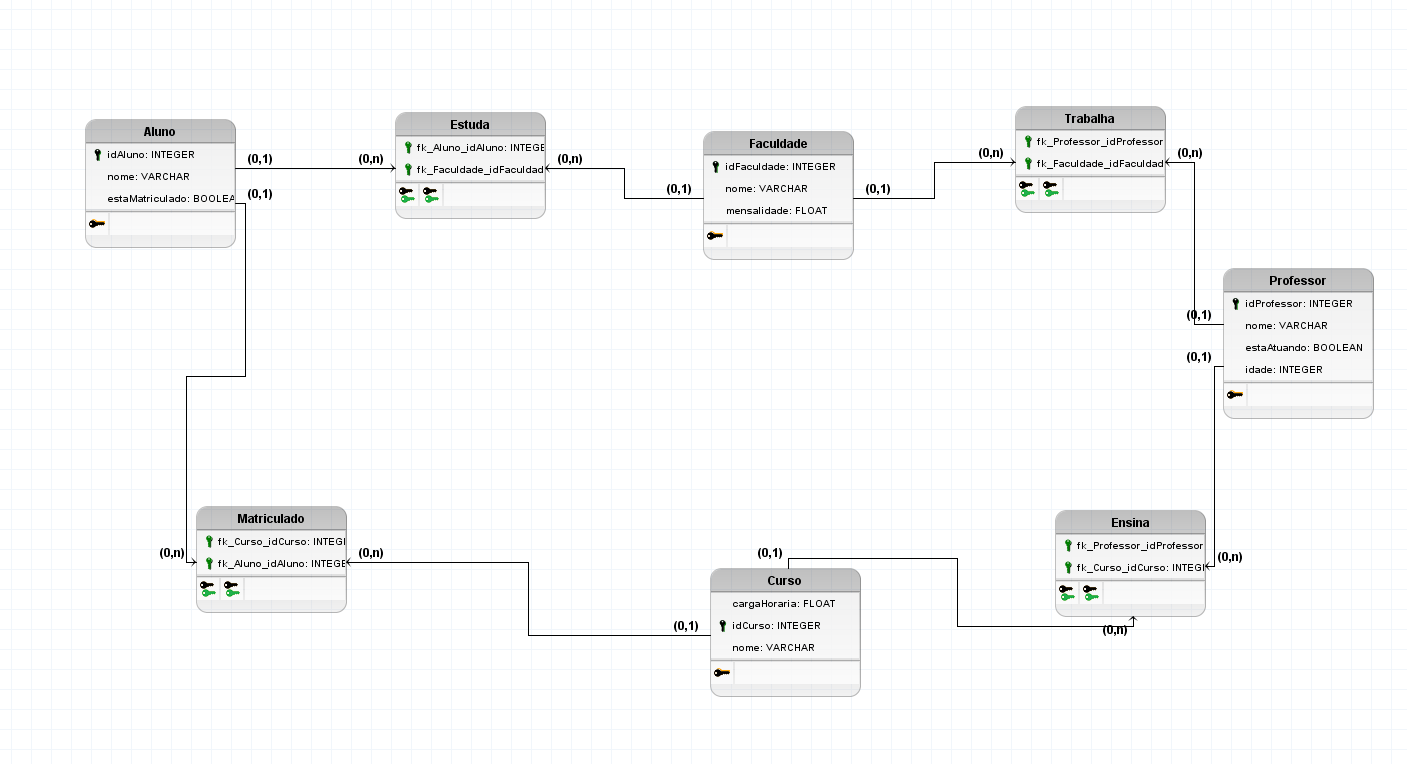 Aluno
idAluno: INTEGER
nome: VARCHAR
estaMatriculado: BOOLEA
(0,1)
(0,n)
(0,1)
Estuda
fk_Aluno_idAluno: INTEGE
fk_Faculdade_idFaculdad
(0,n)
(0,1)
Faculdade
idFaculdade: INTEGER
nome: VARCHAR
mensalidade: FLOAT
(0,1)
(0,n)
Trabalha
fk_Professor_idProfessor
fk_Faculdade_idFaculdad
(0,n)
(0,1)
Professor
idProfessor: INTEGER
nome: VARCHAR
estaAtuando: BOOLEAN
idade: INTEGER
(0,1)
(0,n)
Matriculado
fk_Curso_idCurso: INTEGI
fk_Aluno_idAluno: INTEGE
(0,n)
(0,1)
(0,1)
Curso
cargaHoraria: FLOAT
idCurso: INTEGER
nome: VARCHAR
Ensina
fk_Professor_idProfessor
fk_Curso_idCurso: INTEGI
(0,n)
(0,n)